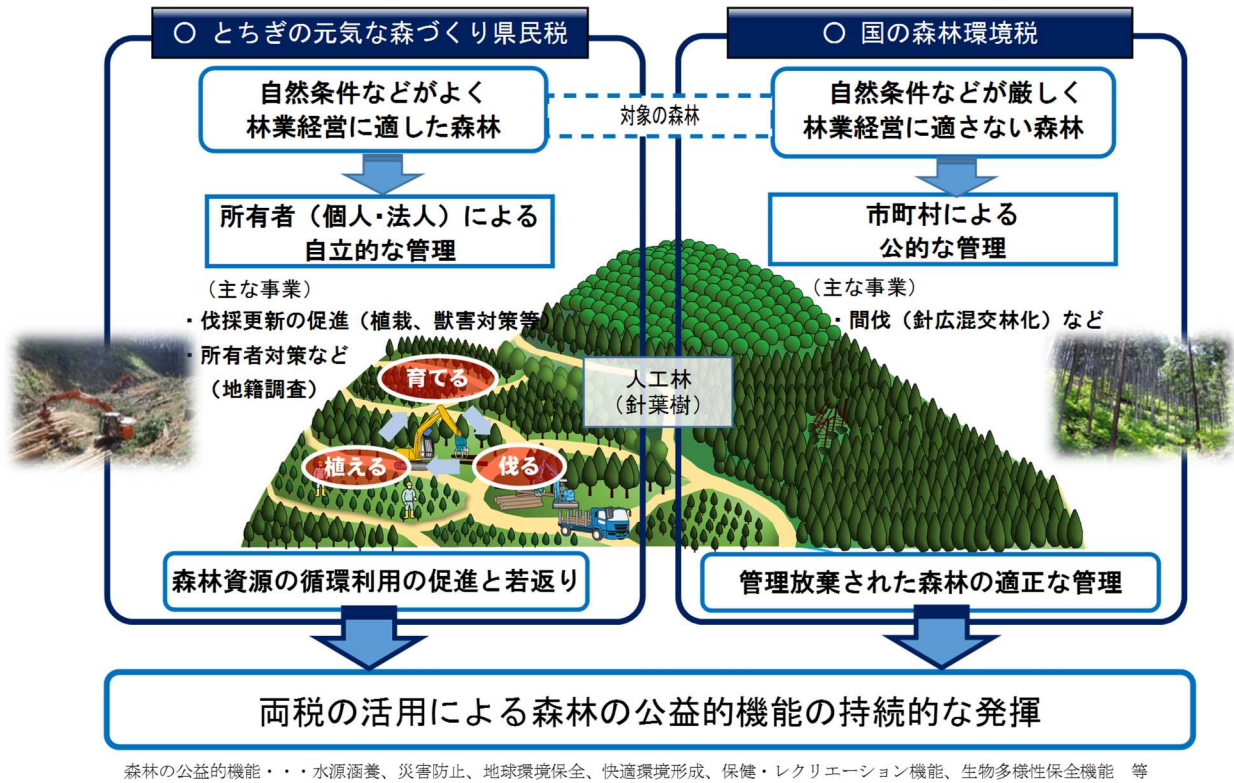 ○ とちぎの元気な森づくり県民税
自然条件などがよく
林業経営に適した森林
所有者（個人・法人）による
自立的な管理
（主な事業）
・伐採更新の促進（植栽、獣害対策等）
・所有者対策など
（地籍調査）
対象の森林
○ 国の森林環境税
自然条件などが厳しく
林業経営に適さない森林
市町村による
公的な管理
（主な事業）
・間伐（針広混交林化）など
育てる
植える
伐る
人工林
（針葉樹）
森林資源の循環利用の促進と若返り
管理放棄された森林の適正な管理
両税の活用による森林の公益的機能の持続的な発揮
森林の公益的機能・・・水源涵養、災害防止、地球環境保全、快適環境形成、保健・レクリエーション機能、生物多様性保全機能　等